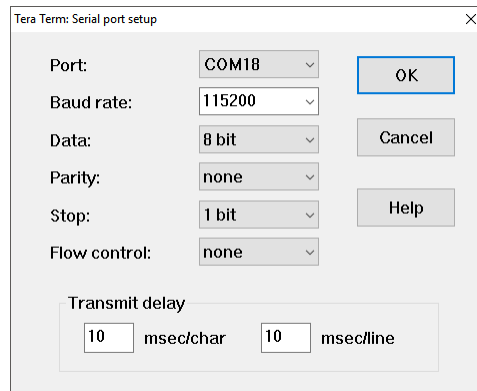 Tera Term: Serial port setup
Port: COM18
OK
Baud rate: 115200
Data: 8 bit
Cancel
Parity: none
Stop: 1 bit
Help
Flow control: none
Transmit delay
10 msec/char 10 msec/line